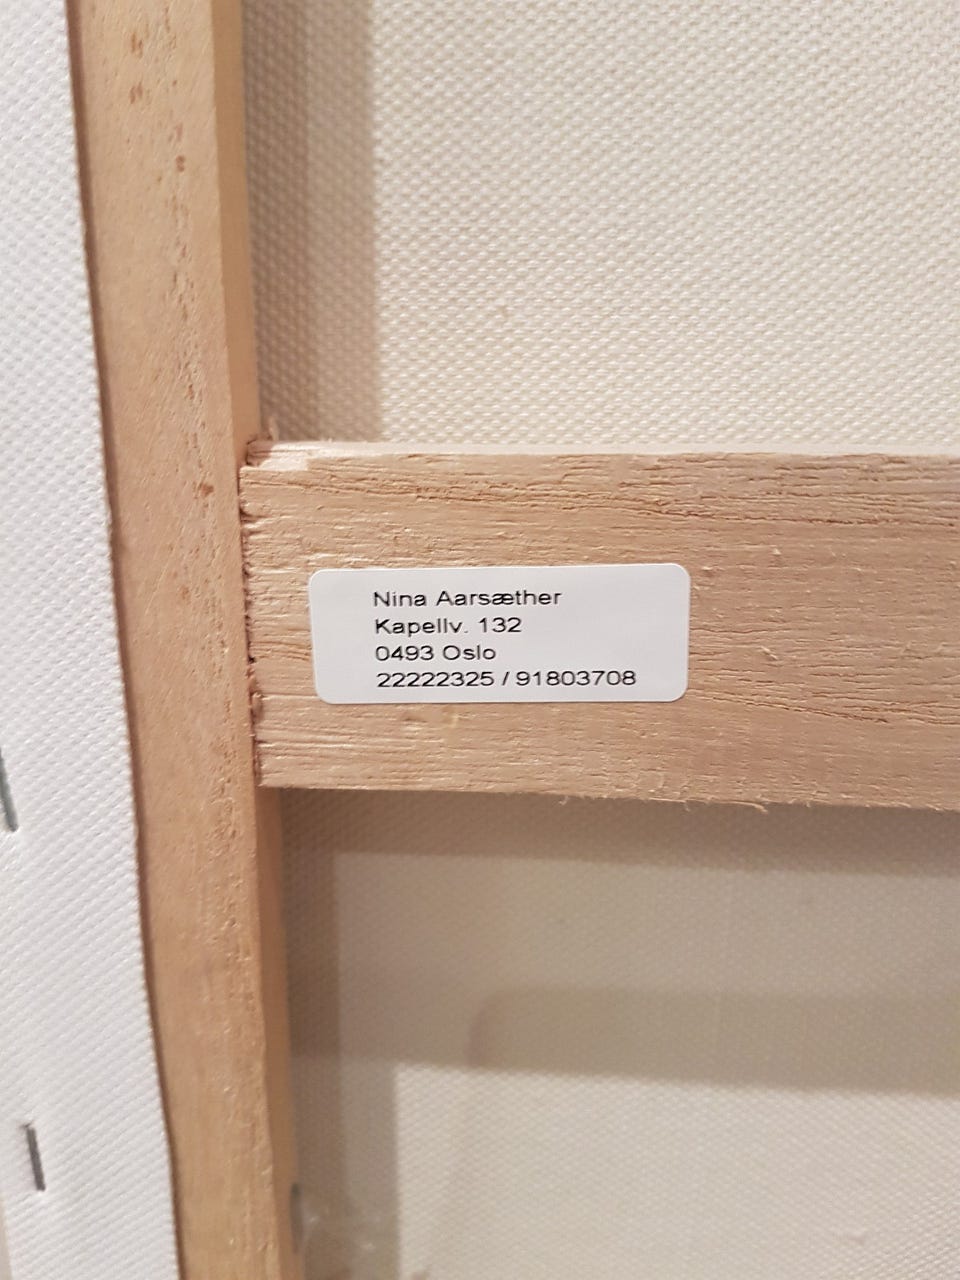 Nina Aarsæther
Kapellv. 132
0493 Oslo
22222325 / 91803708